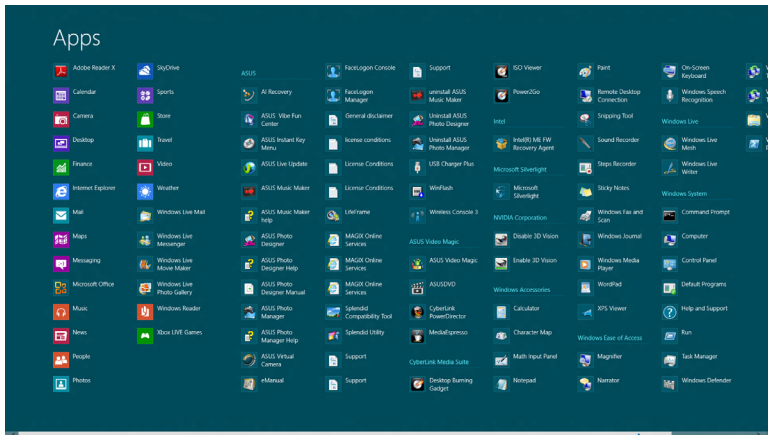 Apps
Adobe Reader X
Calendar
Camera
Desktop
Finance
Internet Explorer
Mail
Maps
Messaging
Microsoft Office
Music
News
People
Photos
SkyDrive
Sports
Store
Travel
Video
Weather
Windows Live Mail
Windows Live
Messenger
Windows Live
Movie Maker
Windows Live
Photo Gallery
Windows Reader
Xbox LIVE Games
ASUS
AI Recovery
ASUS Vibe Fun
Center
ASUS Instant Key
Menu
ASUS Live Update
ASUS Music Maker
ASUS Music Maker
help
ASUS Photo
Designer
ASUS Photo
Designer Help
ASUS Photo
Designer Manual
ASUS Photo
Manager
ASUS Photo
Manager Help
ASUS Virtual
Camera
eManual
FaceLogon Console
FaceLogon
Manager
General disclaimer
license conditions
License Conditions
License Conditions
LifeFrame
MAGIX Online
Services
MAGIX Online
Services
MAGIX Online
Services
Splendid
Compatibility Tool
Splendid Utility
Support
Support
Support
uninstall ASUS
Music Maker
Uninstall ASUS
Photo Designer
Uninstall ASUS
Photo Manager
USB Charger Plus
WinFlash
Wireless Console 3
ASUS Video Magic
ASUS Video Magic
ASUSDVD
CyberLink
PowerDirector
MediaEspresso
CyberLink Media Suite
Desktop Burning
Gadget
ISO Viewer
Power2Go
Intel
Intel(R) ME FW
Recovery Agent
Microsoft Silverlight
Microsoft
Silverlight
NVIDIA Corporation
Disable 3D Vision
Enable 3D Vision
Windows Accessories
Calculator
Character Map
Math Input Panel
Notepad
Paint
Remote Desktop
Connection
Snipping Tool
Sound Recorder
Steps Recorder
Sticky Notes
Windows Fax and
Scan
Windows Journal
Windows Media
Player
WordPad
XPS Viewer
Windows Ease of Access
Magnifier
Narrator
On-Screen
Keyboard
Windows Speech
Recognition
Windows Live
Windows Live
Mesh
Windows Live
Writer
Windows System
Command Prompt
Computer
Control Panel
Default Programs
Help and Support
Run
Task Manager
Windows Defender